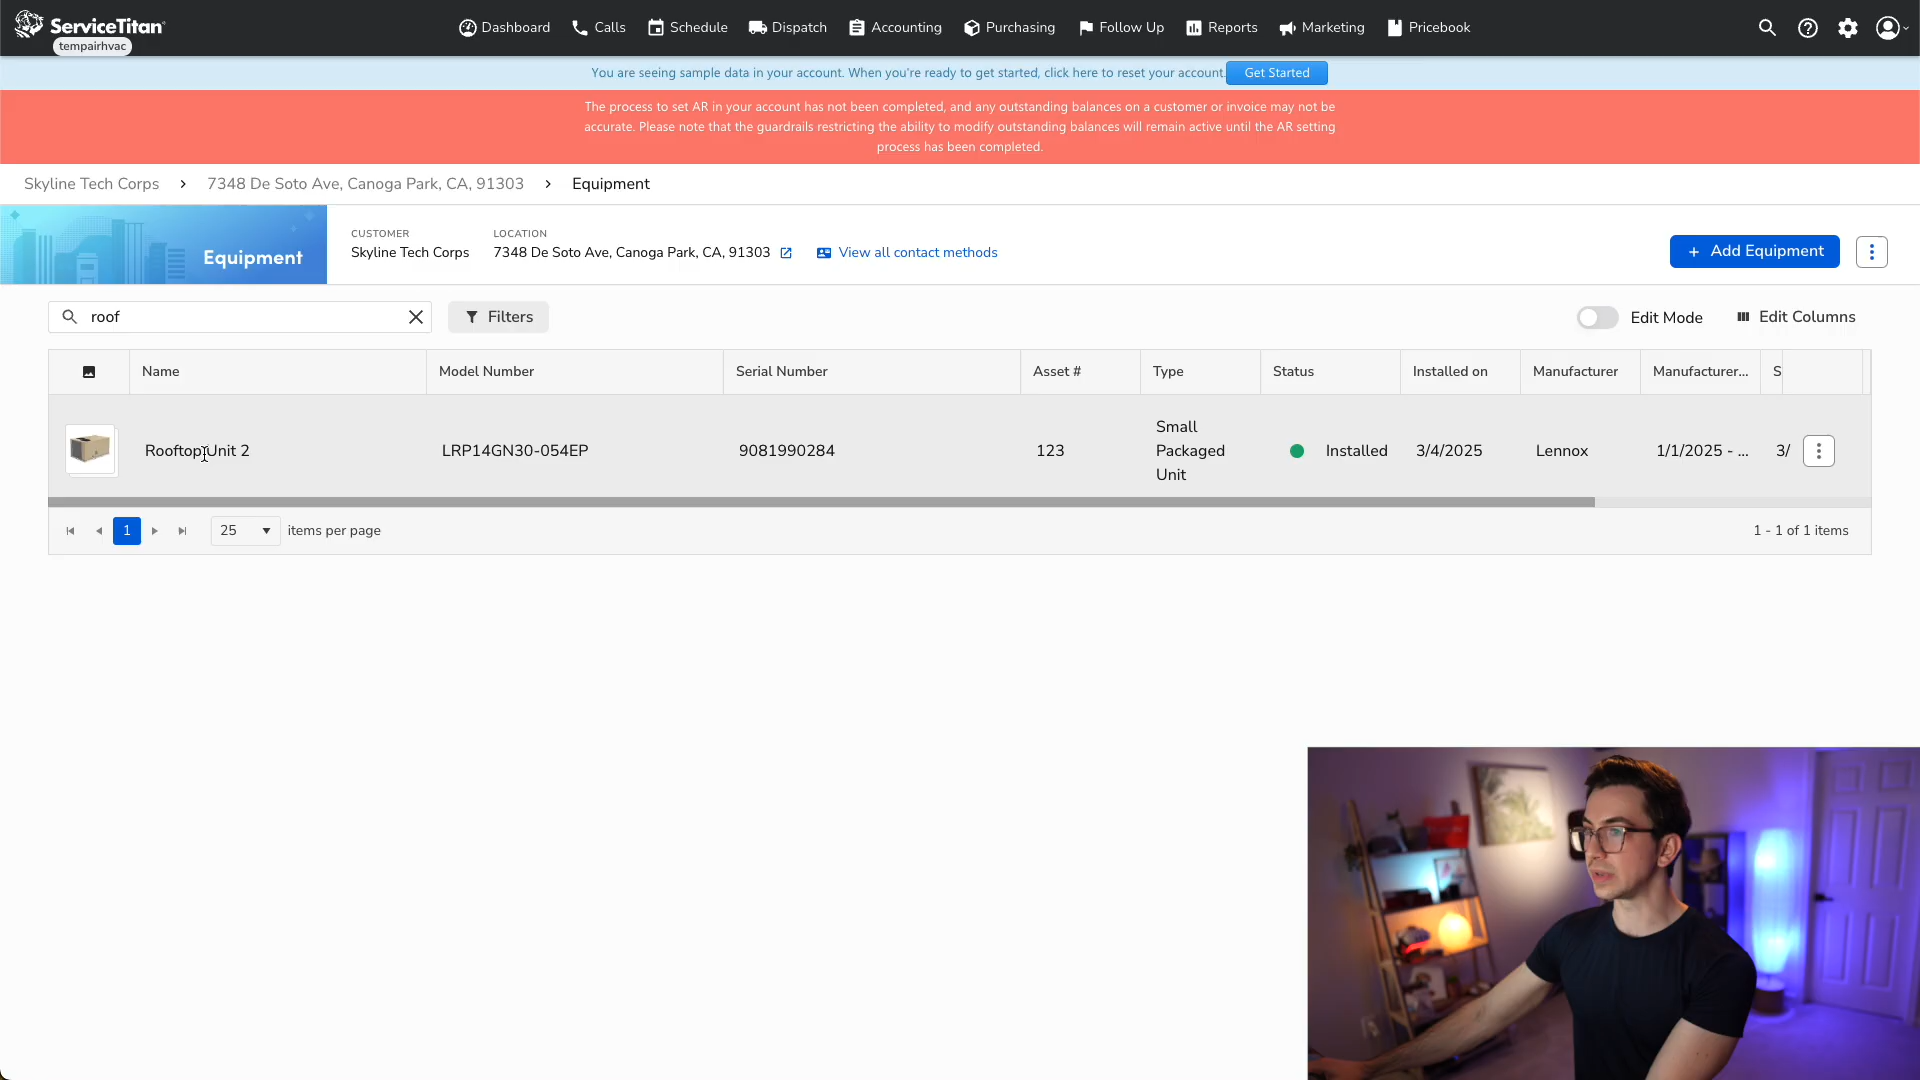 ServiceTitan
tempairhvac
Dashboard Calls Schedule Dispatch Accounting Purchasing Follow Up Reports Marketing Pricebook
You are seeing sample data in your account. When you're ready to get started, click here to reset your account. Get Started
The process to set AR in your account has not been completed, and any outstanding balances on a customer or invoice may not be
accurate. Please note that the guardrails restricting the ability to modify outstanding balances will remain active until the AR setting
process has been completed.
Skyline Tech Corps > 7348 De Soto Ave, Canoga Park, CA, 91303 > Equipment
Equipment
CUSTOMER LOCATION
Skyline Tech Corps 7348 De Soto Ave, Canoga Park, CA, 91303 View all contact methods
+ Add Equipment
roof Filters Edit Mode Edit Columns
Name Model Number Serial Number Asset # Type Status Installed on Manufacturer Manufacturer... S
Rooftop Unit 2 LRP14GN30-054EP 9081990284 123 Small Packaged Unit Installed 3/4/2025 Lennox 1/1/2025 - ... 3/
1 25 items per page 1 - 1 of 1 items